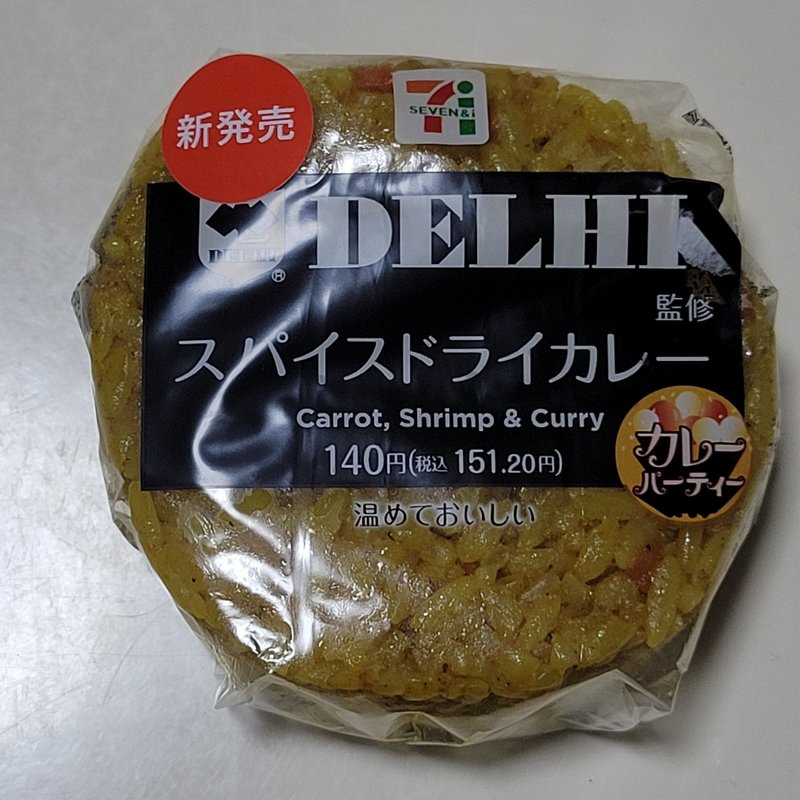 新発売
SEVEN&i
DELHI
DELHI
®
監修
スパイスドライカレー
Carrot, Shrimp & Curry
140円(税込 151.20円)
カレー
パーティー
温めておいしい